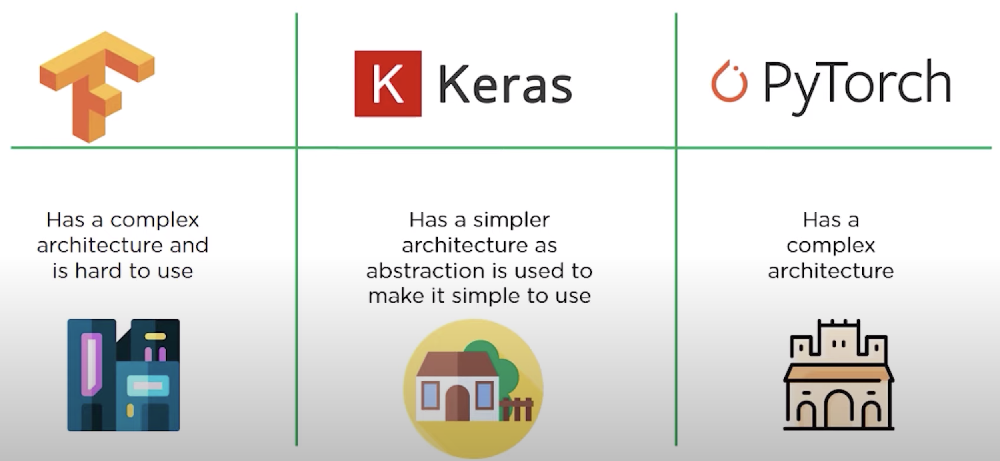 K Keras
PyTorch
Has a complex
architecture and
is hard to use
Has a simpler
architecture as
abstraction is used to
make it simple to use
Has a
complex
architecture